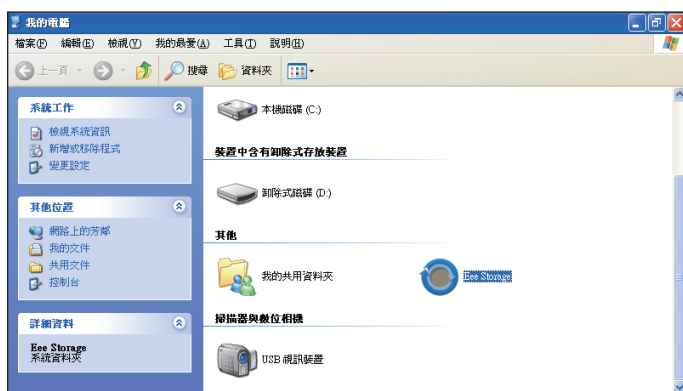 我的電腦
檔案(F) 編輯(E) 檢視(V) 我的最愛(A) 工具(T) 說明(H)
上一頁 搜尋 資料夾
系統工作
檢視系統資訊
新增或移除程式
變更設定
其他位置
網路上的芳鄰
我的文件
共用文件
控制台
詳細資料
Eee Storage
系統資料夾
本機磁碟 (C:)
裝置中含有卸除式存放裝置
卸除式磁碟 (D:)
其他
我的共用資料夾 Eee Storage
掃描器與數位相機
USB 視訊裝置